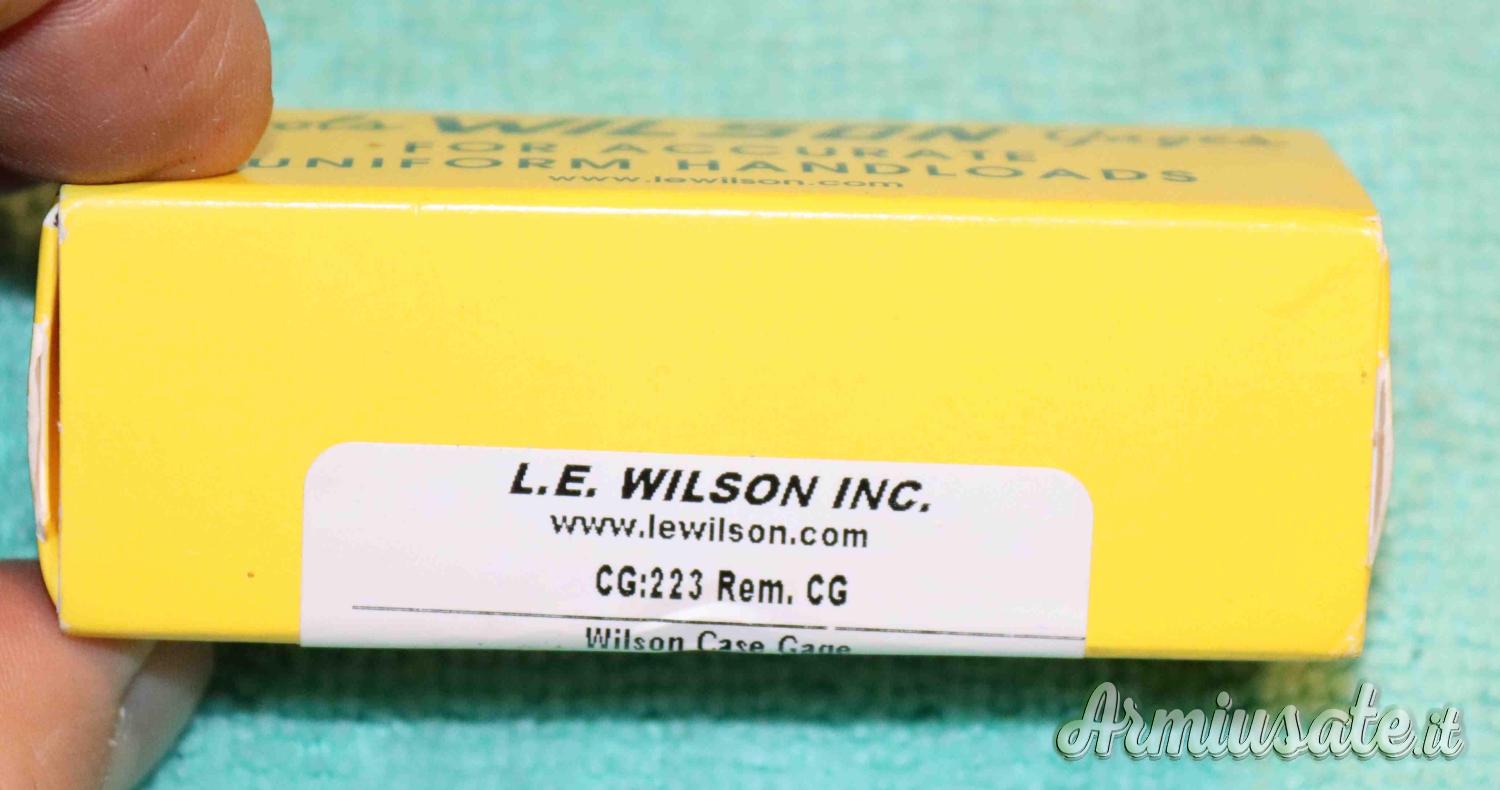 WILSON Gages
FOR ACCURATE
UNIFORM HANDLOADS
www.lewilson.com
L.E. WILSON INC.
www.lewilson.com
CG:223 Rem. CG
Wilson Case Gage
Armiusate.it